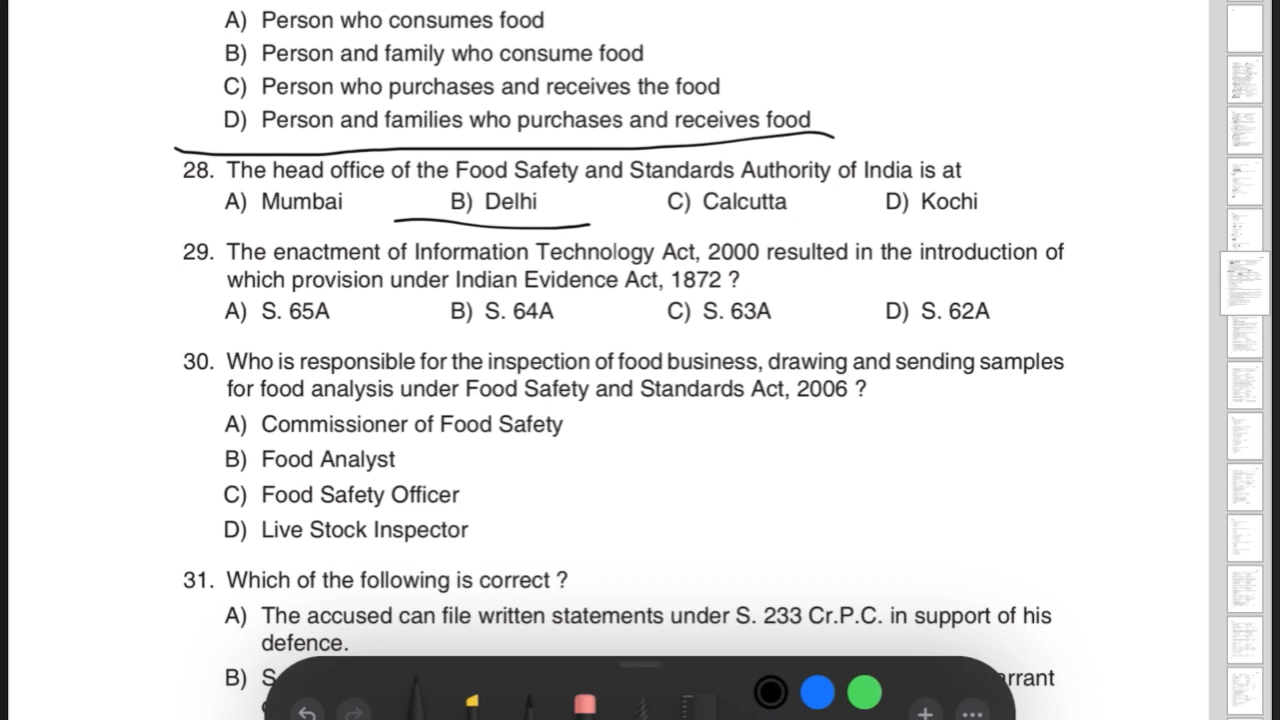 A) Person who consumes food
B) Person and family who consume food
C) Person who purchases and receives the food
D) Person and families who purchases and receives food
28. The head office of the Food Safety and Standards Authority of India is at
A) Mumbai B) Delhi C) Calcutta D) Kochi
29. The enactment of Information Technology Act, 2000 resulted in the introduction of
which provision under Indian Evidence Act, 1872 ?
A) S. 65A B) S. 64A C) S. 63A D) S. 62A
30. Who is responsible for the inspection of food business, drawing and sending samples
for food analysis under Food Safety and Standards Act, 2006 ?
A) Commissioner of Food Safety
B) Food Analyst
C) Food Safety Officer
D) Live Stock Inspector
31. Which of the following is correct ?
A) The accused can file written statements under S. 233 Cr.P.C. in support of his
defence.
B) S